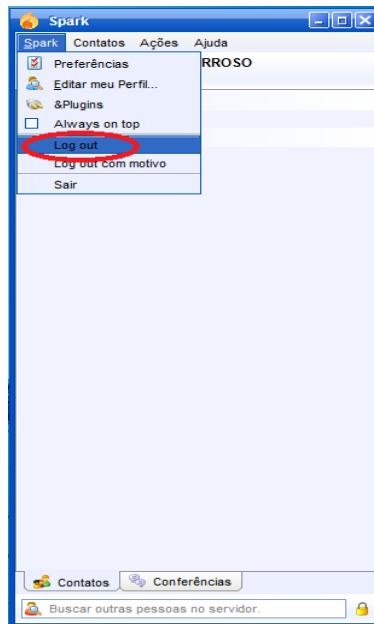 Spark
Spark Contatos Ações Ajuda
RROSO
Preferências
Editar meu Perfil...
&Plugins
Always on top
Log out
Log out com motivo
Sair
Contatos Conferências
Buscar outras pessoas no servidor.